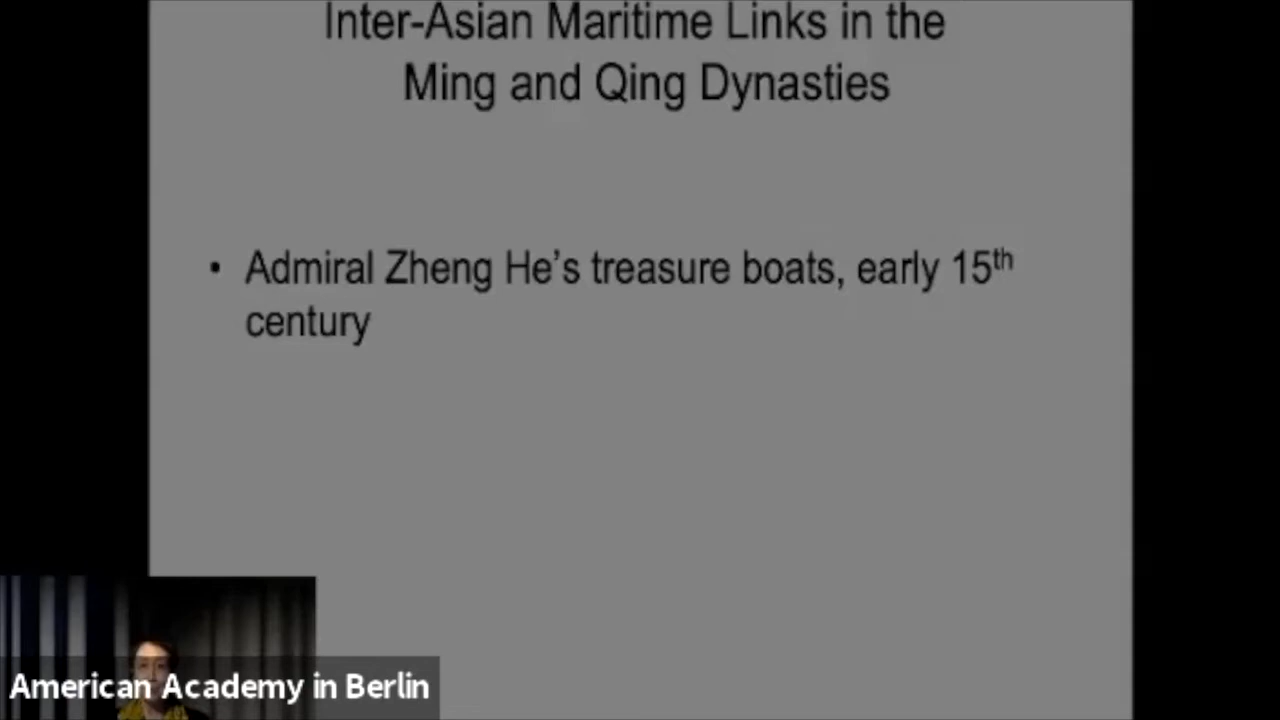 Inter-Asian Maritime Links in the
Ming and Qing Dynasties
• Admiral Zheng He’s treasure boats, early 15th
century
American Academy in Berlin